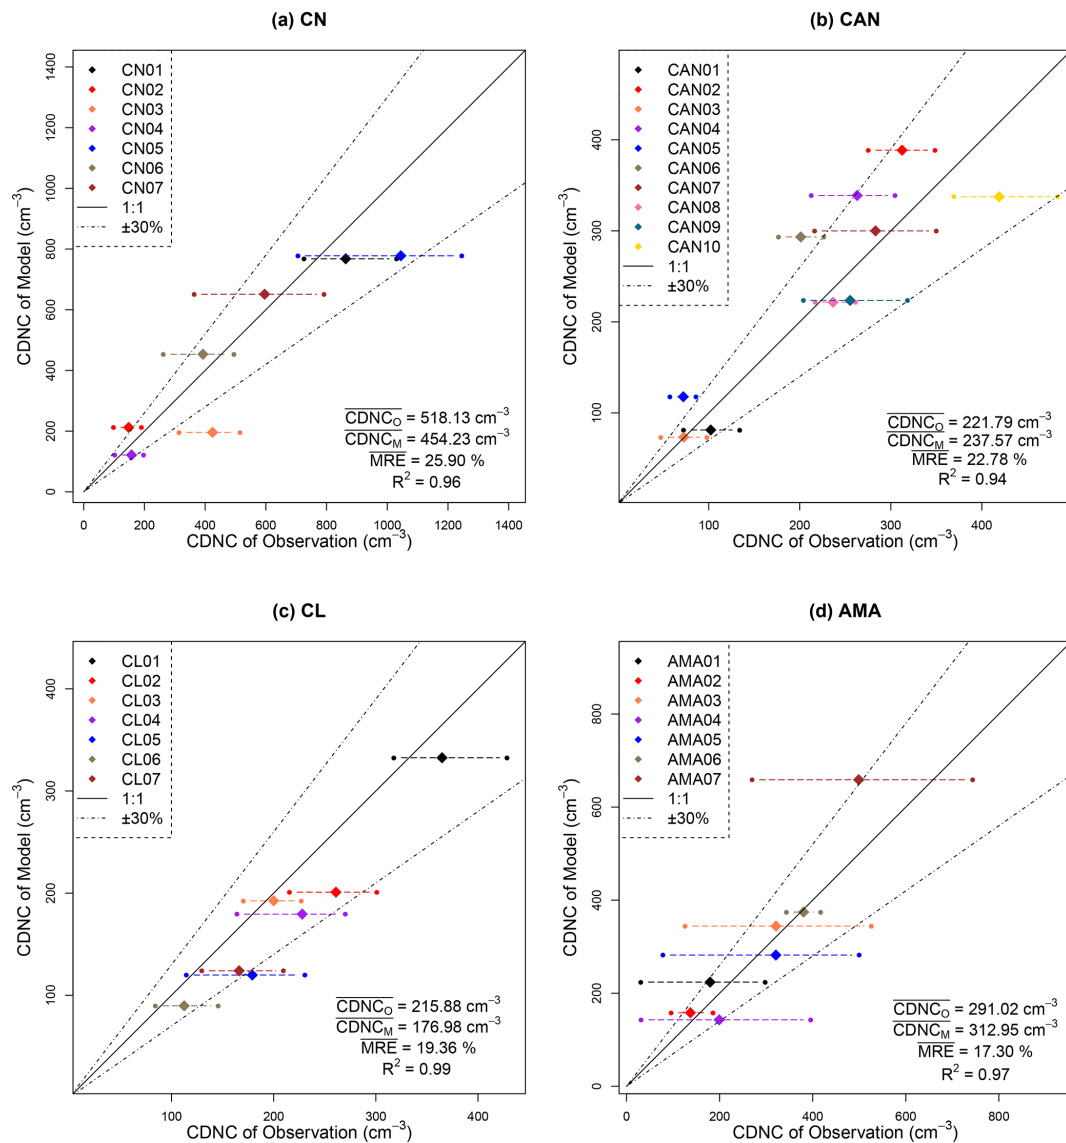 (a) CN
CDNC of Model (cm−3)
0 200 400 600 800 1000 1200 1400
CN01
CN02
CN03
CN04
CN05
CN06
CN07
1:1
±30%
CDNCO = 518.13 cm−3
CDNCM = 454.23 cm−3
MRE = 25.90 %
R2 = 0.96
0 200 400 600 800 1000 1200 1400
CDNC of Observation (cm−3)
(b) CAN
CDNC of Model (cm−3)
100 200 300 400
CAN01
CAN02
CAN03
CAN04
CAN05
CAN06
CAN07
CAN08
CAN09
CAN10
1:1
±30%
CDNCO = 221.79 cm−3
CDNCM = 237.57 cm−3
MRE = 22.78 %
R2 = 0.94
100 200 300 400
CDNC of Observation (cm−3)
(c) CL
CDNC of Model (cm−3)
100 200 300 400
CL01
CL02
CL03
CL04
CL05
CL06
CL07
1:1
±30%
CDNCO = 215.88 cm−3
CDNCM = 176.98 cm−3
MRE = 19.36 %
R2 = 0.99
100 200 300 400
CDNC of Observation (cm−3)
(d) AMA
CDNC of Model (cm−3)
0 200 400 600 800
AMA01
AMA02
AMA03
AMA04
AMA05
AMA06
AMA07
1:1
±30%
CDNCO = 291.02 cm−3
CDNCM = 312.95 cm−3
MRE = 17.30 %
R2 = 0.97
0 200 400 600 800
CDNC of Observation (cm−3)